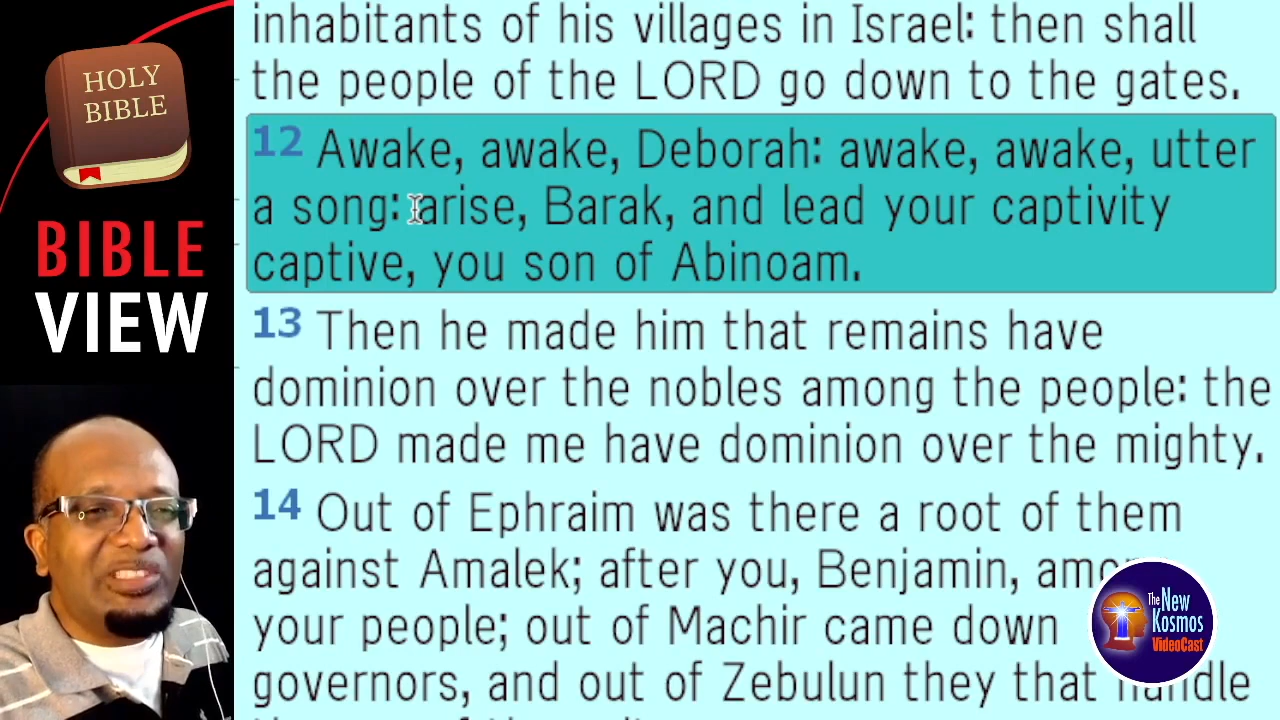 HOLY
BIBLE
BIBLE
VIEW
inhabitants of his villages in Israel: then shall
the people of the LORD go down to the gates.
12 Awake, awake, Deborah: awake, awake, utter
a song: arise, Barak, and lead your captivity
captive, you son of Abinoam.
13 Then he made him that remains have
dominion over the nobles among the people: the
LORD made me have dominion over the mighty.
14 Out of Ephraim was there a root of them
against Amalek; after you, Benjamin,
your people; out of Machir came down
governors, and out of Zebulun they that handle
The New
Kosmos
VideoCast